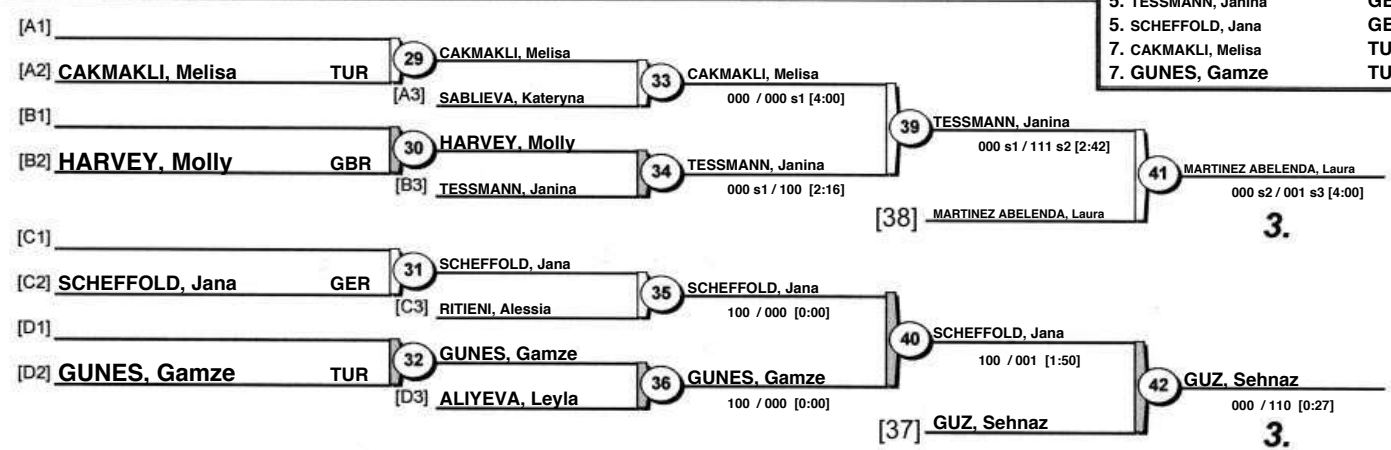 5. TESSMANN, Janina
5. SCHEFFOLD, Jana
7. CAKMAKLI, Melisa
7. GUNES, Gamze
[A1]
[A2] CAKMAKLI, Melisa TUR
29
CAKMAKLI, Melisa
[A3] SABLIEVA, Kateryna
33
CAKMAKLI, Melisa
000 / 000 s1 [4:00]
[B1]
[B2] HARVEY, Molly GBR
30
HARVEY, Molly
[B3] TESSMANN, Janina
34
TESSMANN, Janina
000 s1 / 100 [2:16]
39
TESSMANN, Janina
000 s1 / 111 s2 [2:42]
[38] MARTINEZ ABELENDA, Laura
41
MARTINEZ ABELENDA, Laura
000 s2 / 001 s3 [4:00]
3.
[C1]
[C2] SCHEFFOLD, Jana GER
31
SCHEFFOLD, Jana
[C3] RITIENI, Alessia
35
SCHEFFOLD, Jana
100 / 000 [0:00]
[D1]
[D2] GUNES, Gamze TUR
32
GUNES, Gamze
[D3] ALIYEVA, Leyla
36
GUNES, Gamze
100 / 000 [0:00]
40
SCHEFFOLD, Jana
100 / 001 [1:50]
[37] GUZ, Sehnaz
42
GUZ, Sehnaz
000 / 110 [0:27]
3.